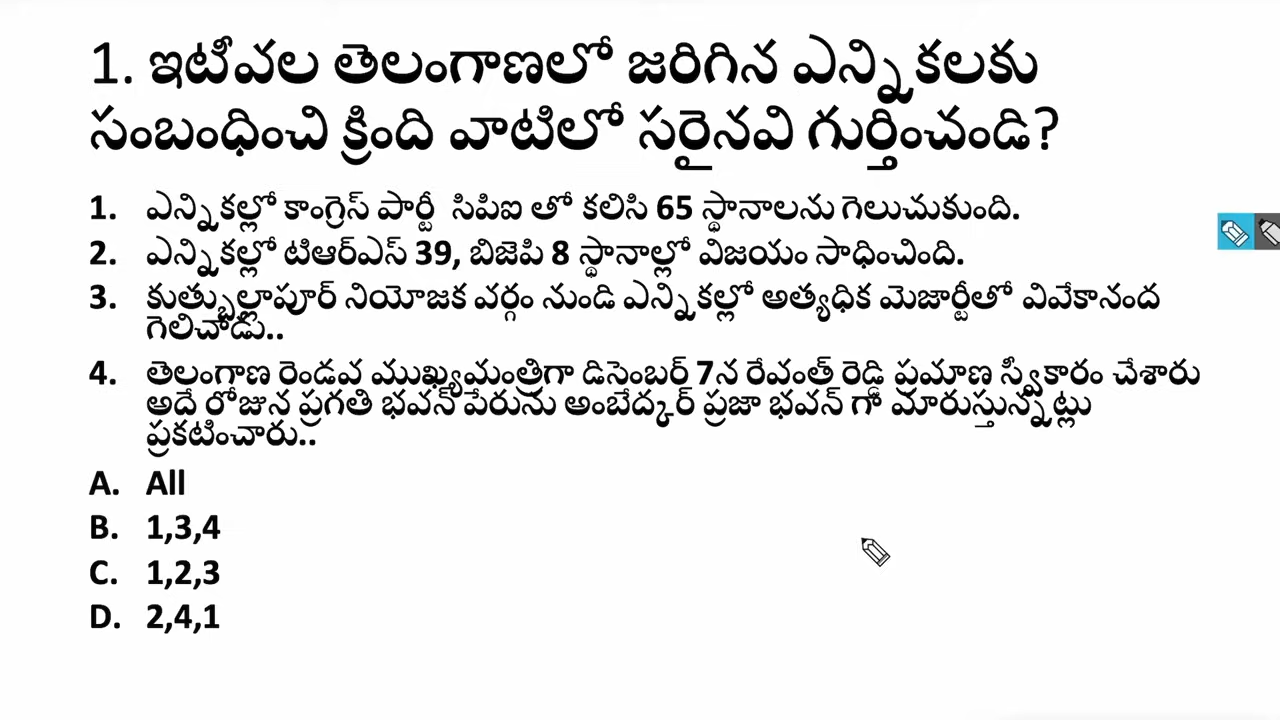 1. ఇటీవల తెలంగాణలో జరిగిన ఎన్నికలకు
సంబంధించి క్రింది వాటిలో సరైనవి గుర్తించండి?
1. ఎన్నికల్లో కాంగ్రెస్ పార్టీ సిపిఐ తో కలిసి 65 స్థానాలను గెలుచుకుంది.
2. ఎన్నికల్లో టిఆర్ఎస్ 39, బిజెపి 8 స్థానాల్లో విజయం సాధించింది.
3. కుత్బుల్లాపూర్ నియోజక వర్గం నుండి ఎన్నికల్లో అత్యధిక మెజార్టీతో వివేకానంద
గెలిచాడు..
4. తెలంగాణ రెండవ ముఖ్యమంత్రిగా డిసెంబర్ 7న రేవంత్ రెడ్డి ప్రమాణ స్వీకారం చేశారు
అదే రోజున ప్రగతి భవన్ పేరును అంబేద్కర్ ప్రజా భవన్ గా మారుస్తున్నట్లు
ప్రకటించారు..
A. All
B. 1,3,4
C. 1,2,3
D. 2,4,1